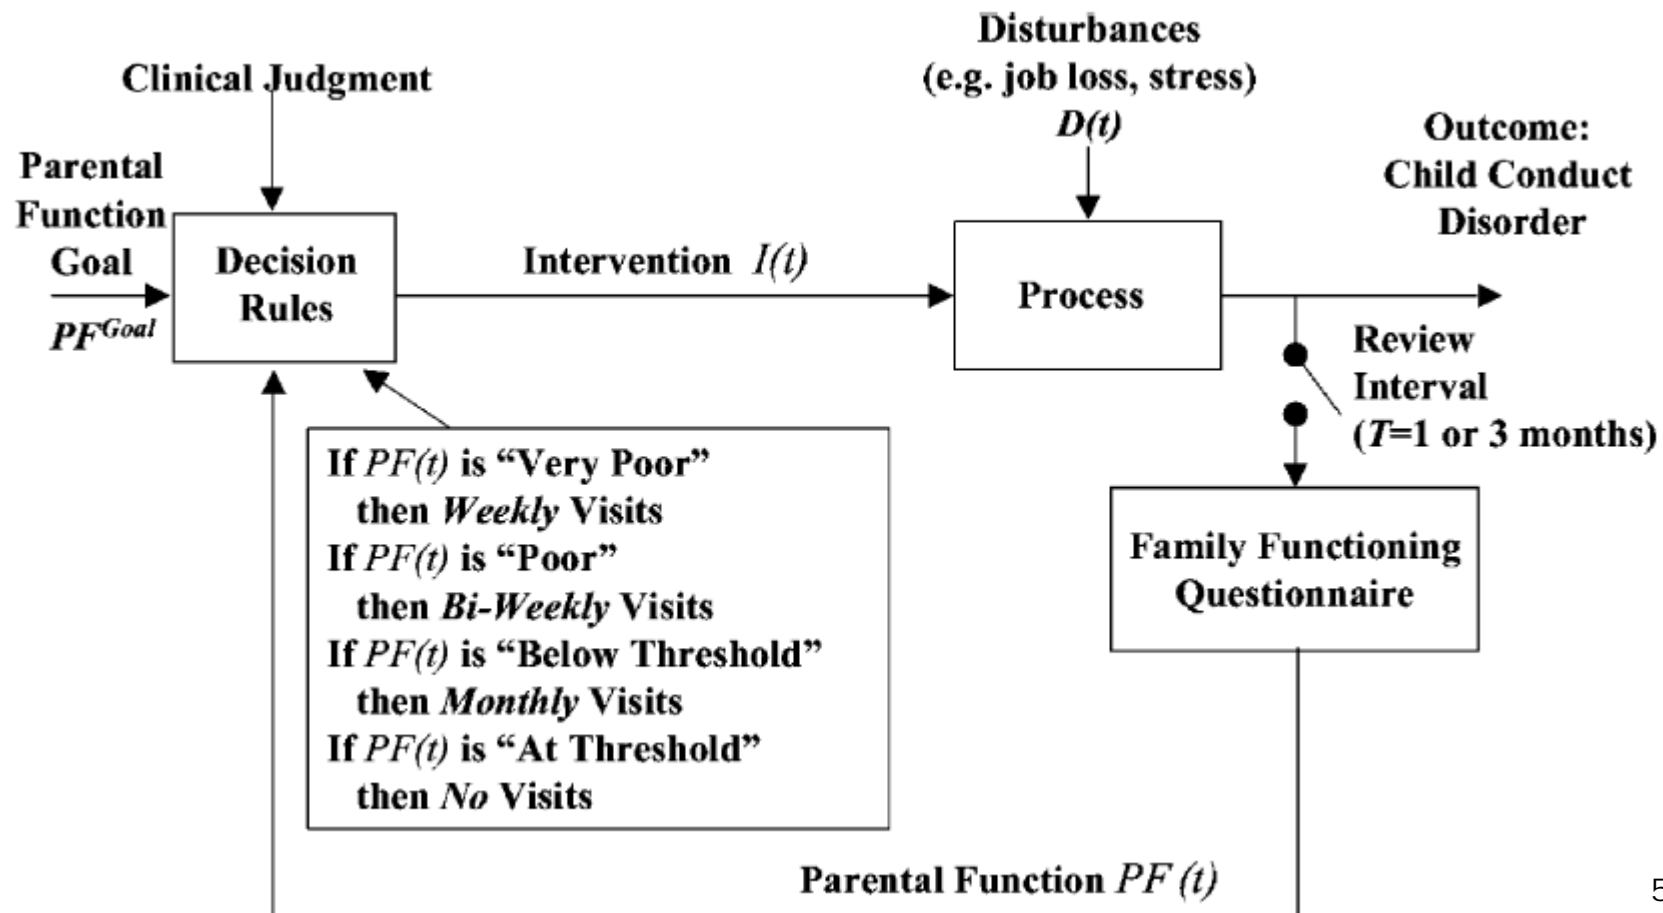 Clinical Judgment
Parental
Function
Goal
PF^Goal
Decision
Rules
Intervention I(t)
Disturbances
(e.g. job loss, stress)
D(t)
Process
Outcome:
Child Conduct
Disorder
Review
Interval
(T=1 or 3 months)
If PF(t) is “Very Poor”
then Weekly Visits
If PF(t) is “Poor”
then Bi-Weekly Visits
If PF(t) is “Below Threshold”
then Monthly Visits
If PF(t) is “At Threshold”
then No Visits
Family Functioning
Questionnaire
Parental Function PF (t)
5